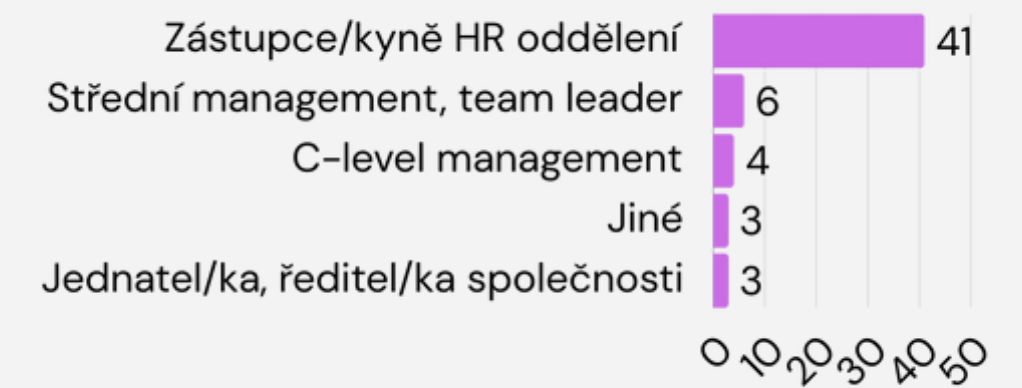 Zástupce/kyně HR oddělení 41
Střední management, team leader 6
C-level management 4
Jiné 3
Jednatel/ka, ředitel/ka společnosti 3
0 10 20 30 40 50